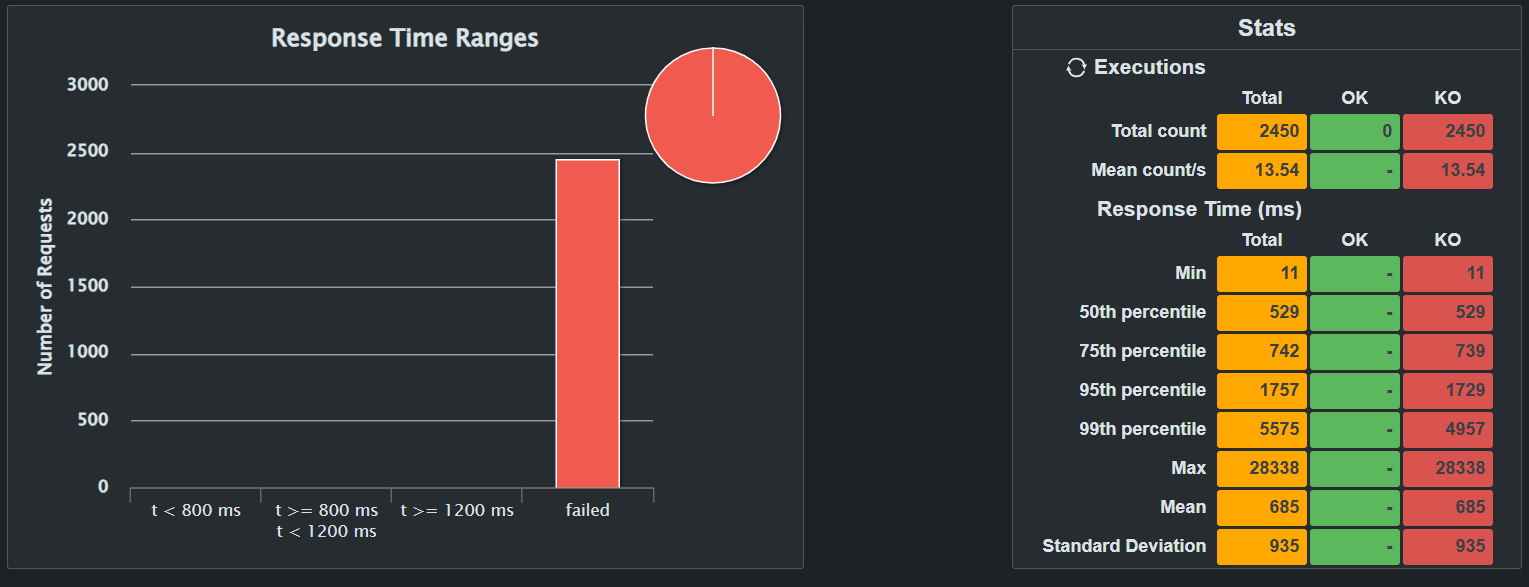 Response Time Ranges
3000
2500
2000
1500
1000
500
0
Number of Requests
t < 800 ms
t >= 800 ms
t < 1200 ms
t >= 1200 ms
failed
Stats
Executions
Total OK KO
Total count 2450 0 2450
Mean count/s 13.54 - 13.54
Response Time (ms)
Total OK KO
Min 11 - 11
50th percentile 529 - 529
75th percentile 742 - 739
95th percentile 1757 - 1729
99th percentile 5575 - 4957
Max 28338 - 28338
Mean 685 - 685
Standard Deviation 935 - 935